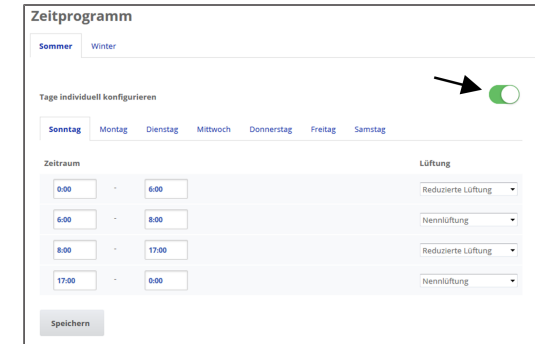 Zeitprogramm
Sommer Winter
Tage individuell konfigurieren
Sonntag Montag Dienstag Mittwoch Donnerstag Freitag Samstag
Zeitraum Lüftung
0:00 - 6:00 Reduzierte Lüftung
6:00 - 8:00 Nennlüftung
8:00 - 17:00 Reduzierte Lüftung
17:00 - 0:00 Nennlüftung
Speichern